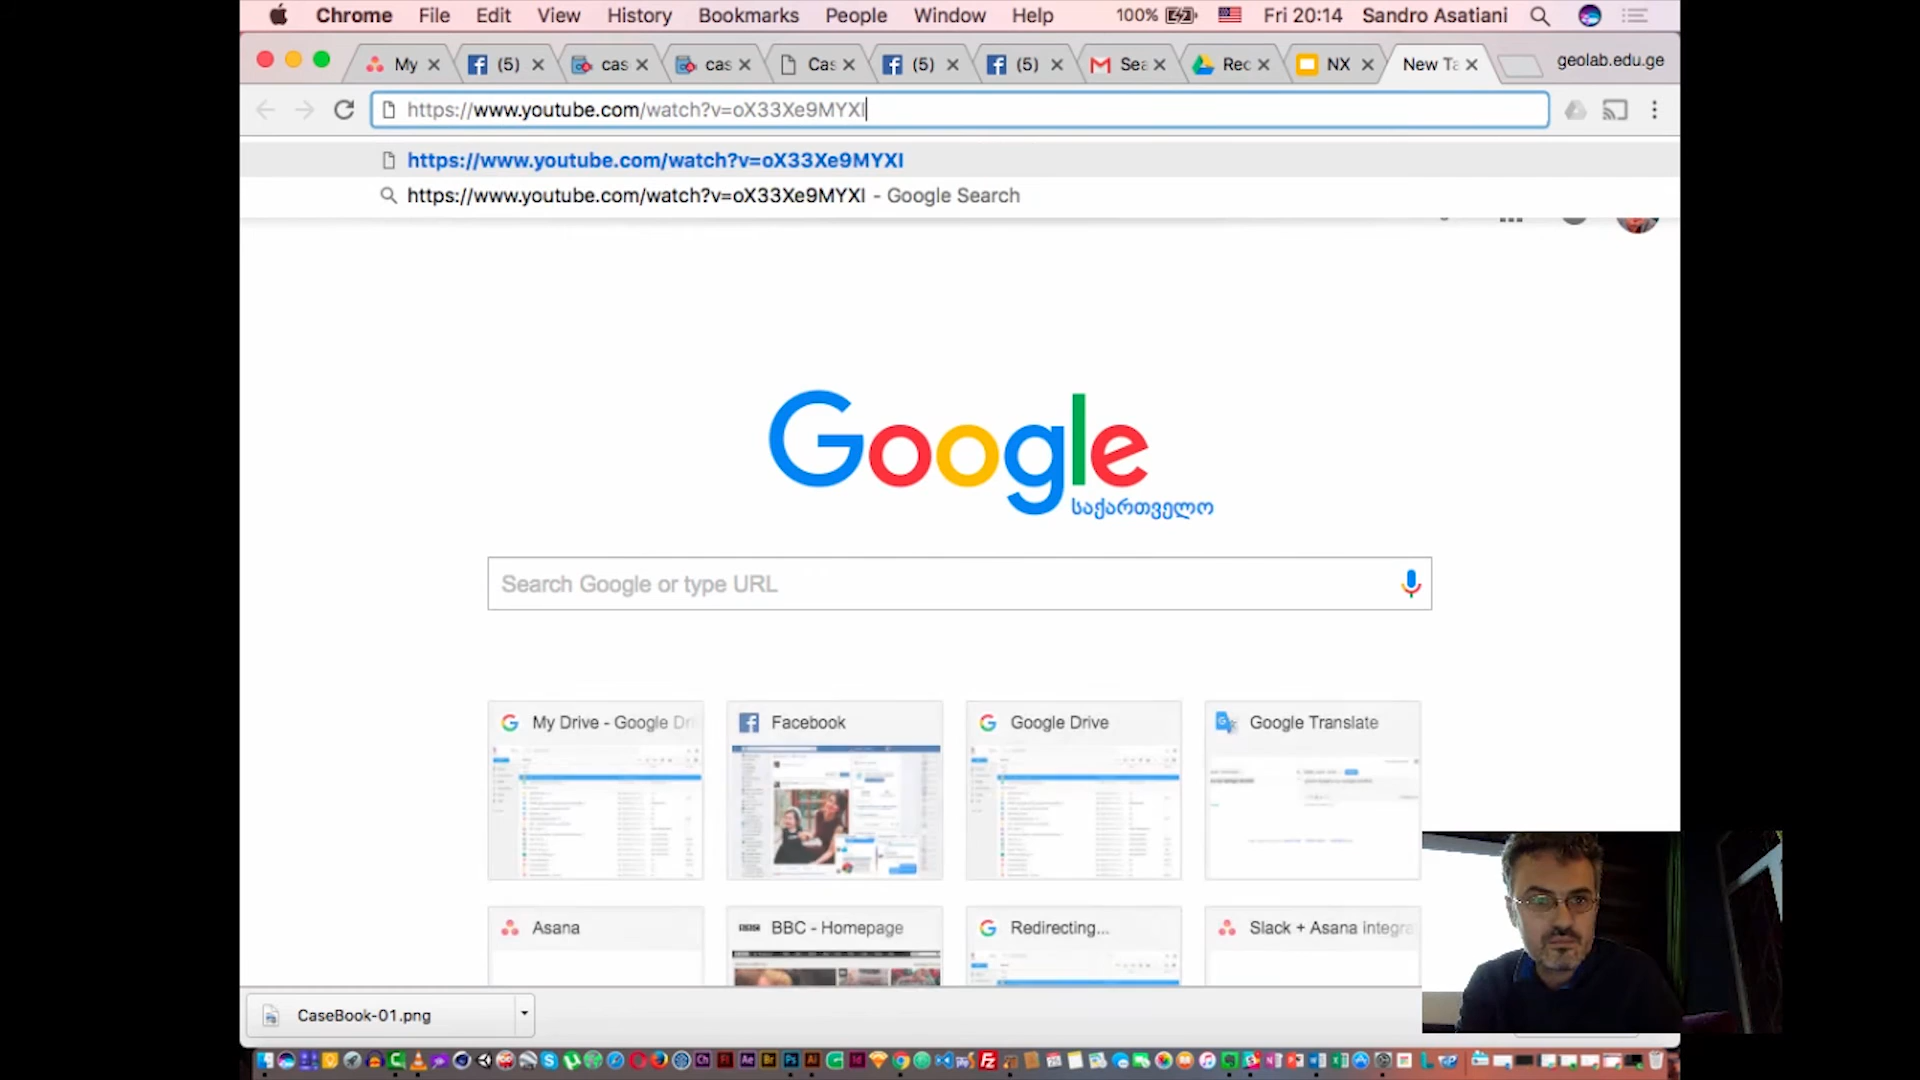 Chrome File Edit View History Bookmarks People Window Help 100% Fri 20:14 Sandro Asatiani
My (5) cas cas Cas (5) (5) Sea Rec NX New Ta geolab.edu.ge
https://www.youtube.com/watch?v=oX33Xe9MYXI
https://www.youtube.com/watch?v=oX33Xe9MYXI
https://www.youtube.com/watch?v=oX33Xe9MYXI - Google Search
Google
საქართველო
Search Google or type URL
My Drive - Google Dri Facebook Google Drive Google Translate
Asana BBC - Homepage Redirecting... Slack + Asana integra
CaseBook-01.png